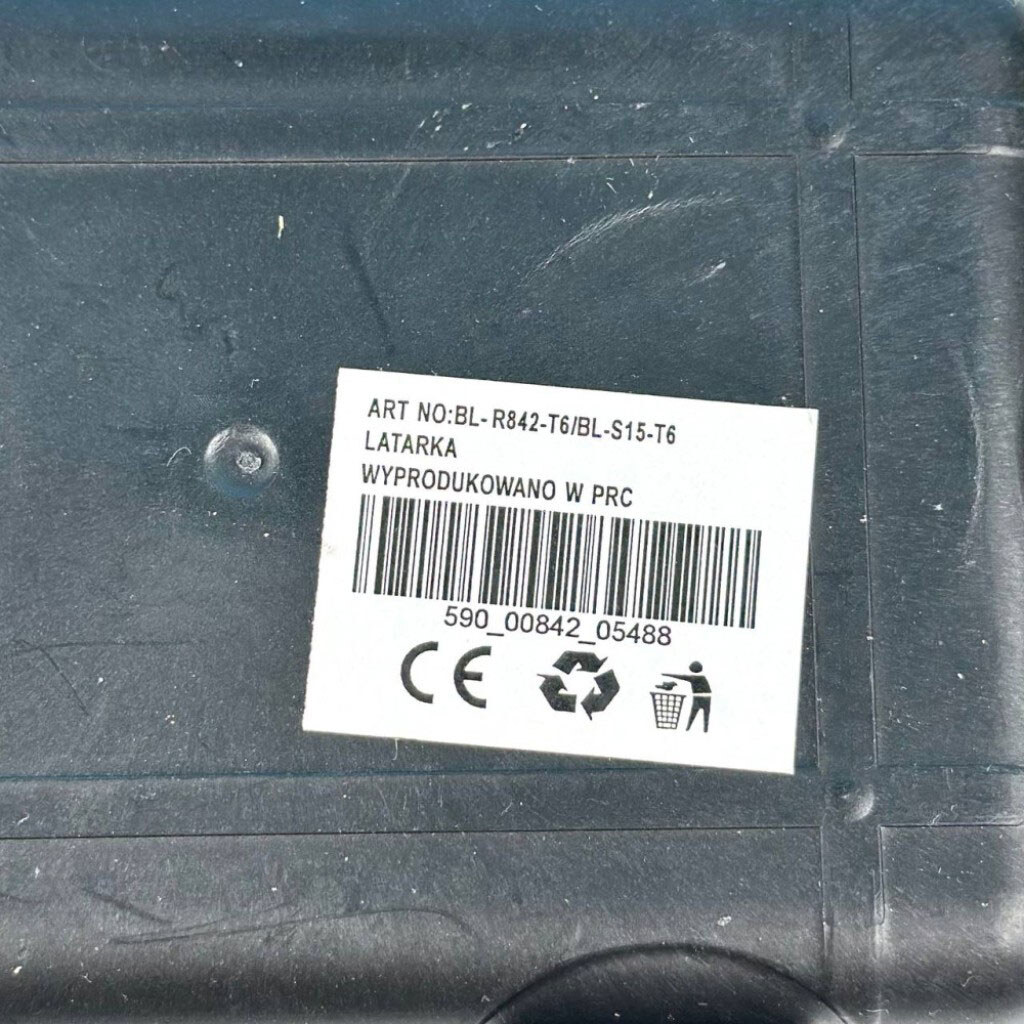 ART NO:BL-R842-T6/BL-S15-T6
LATARKA
WYPRODUKOWANO W PRC
590_00842_05488
CE